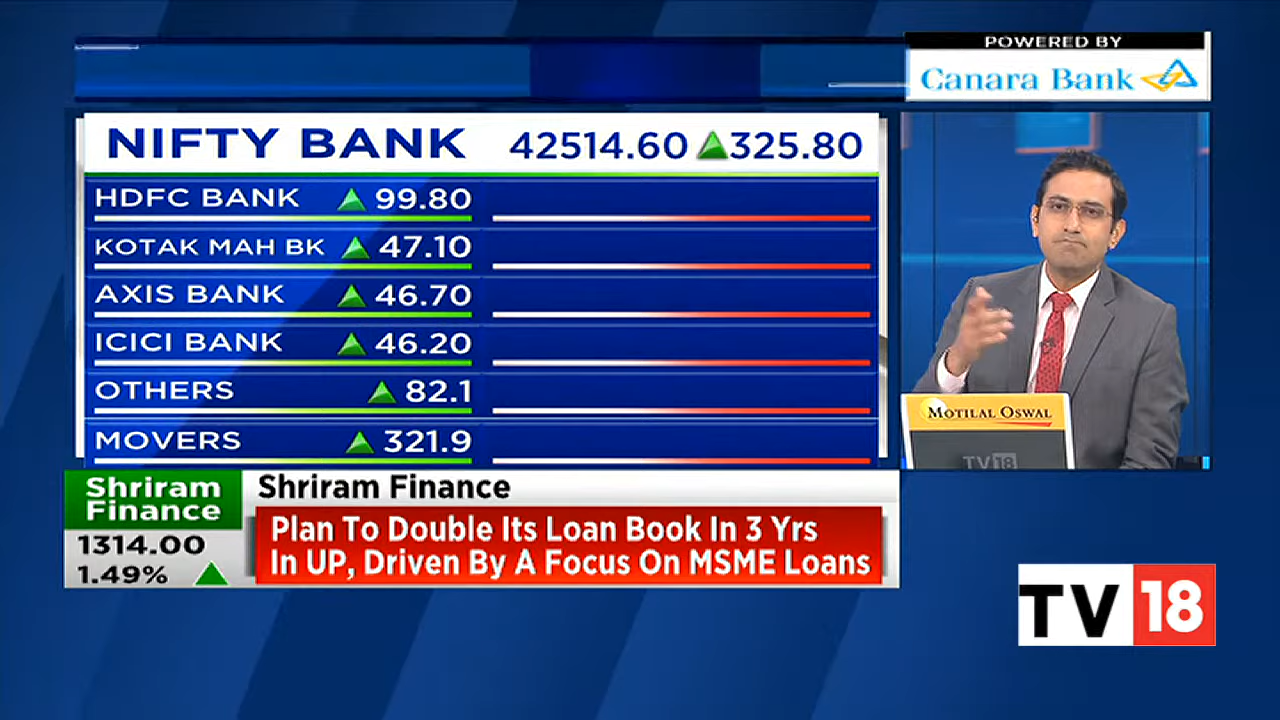 POWERED BY
Canara Bank
NIFTY BANK 42514.60 ▲325.80
HDFC BANK ▲ 99.80
KOTAK MAH BK ▲ 47.10
AXIS BANK ▲ 46.70
ICICI BANK ▲ 46.20
OTHERS ▲ 82.1
MOVERS ▲ 321.9
MOTILAL OSWAL
TV18
Shriram
Finance
1314.00
1.49% ▲
Shriram Finance
Plan To Double Its Loan Book In 3 Yrs
In UP, Driven By A Focus On MSME Loans
TV18